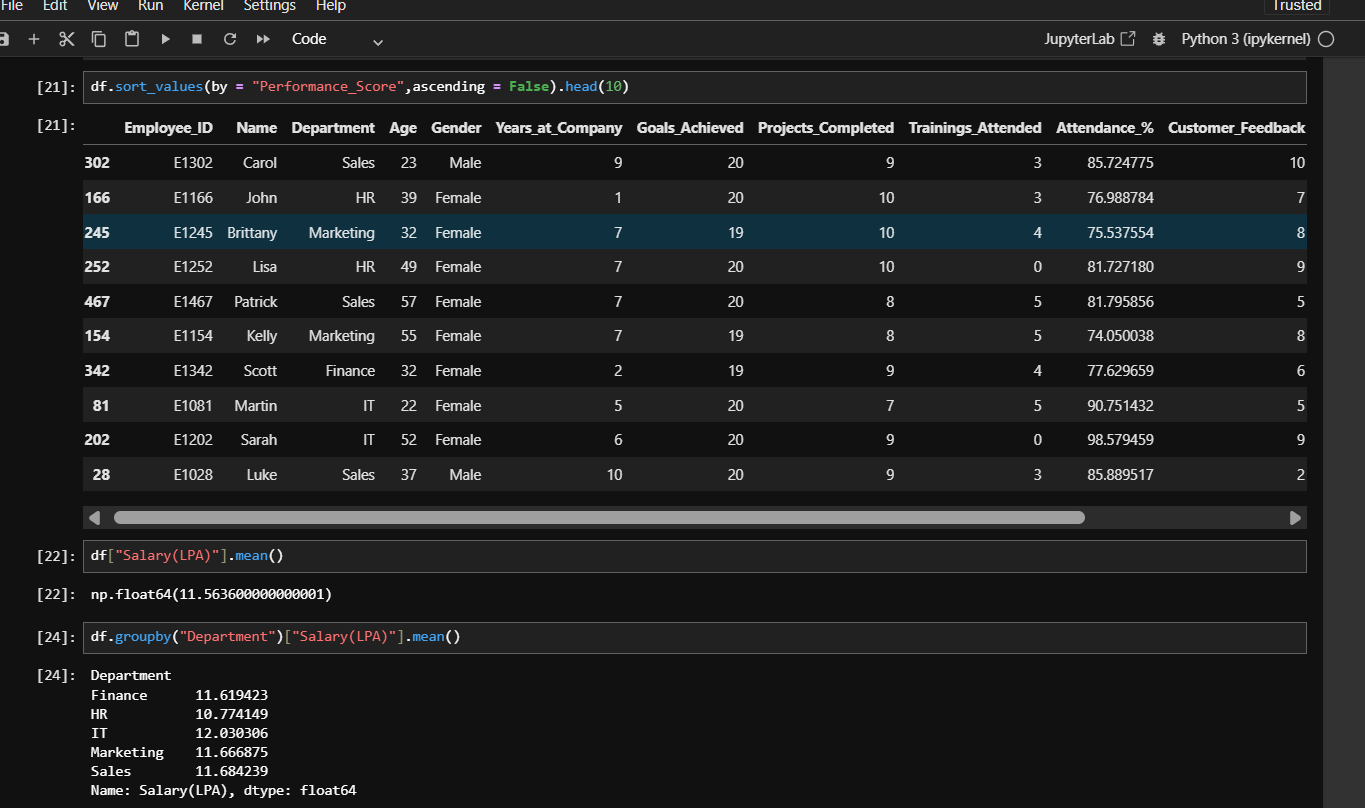 File Edit View Run Kernel Settings Help Trusted
Code JupyterLab Python 3 (ipykernel)
[21]: df.sort_values(by = "Performance_Score",ascending = False).head(10)
[21]: Employee_ID Name Department Age Gender Years_at_Company Goals_Achieved Projects_Completed Trainings_Attended Attendance_% Customer_Feedback
302 E1302 Carol Sales 23 Male 9 20 9 3 85.724775 10
166 E1166 John HR 39 Female 1 20 10 3 76.988784 7
245 E1245 Brittany Marketing 32 Female 7 19 10 4 75.537554 8
252 E1252 Lisa HR 49 Female 7 20 10 0 81.727180 9
467 E1467 Patrick Sales 57 Female 7 20 8 5 81.795856 5
154 E1154 Kelly Marketing 55 Female 7 19 8 5 74.050038 8
342 E1342 Scott Finance 32 Female 2 19 9 4 77.629659 6
81 E1081 Martin IT 22 Female 5 20 7 5 90.751432 5
202 E1202 Sarah IT 52 Female 6 20 9 0 98.579459 9
28 E1028 Luke Sales 37 Male 10 20 9 3 85.889517 2
[22]: df["Salary(LPA)"].mean()
[22]: np.float64(11.563600000000001)
[24]: df.groupby("Department")["Salary(LPA)"].mean()
[24]: Department
Finance 11.619423
HR 10.774149
IT 12.030306
Marketing 11.666875
Sales 11.684239
Name: Salary(LPA), dtype: float64